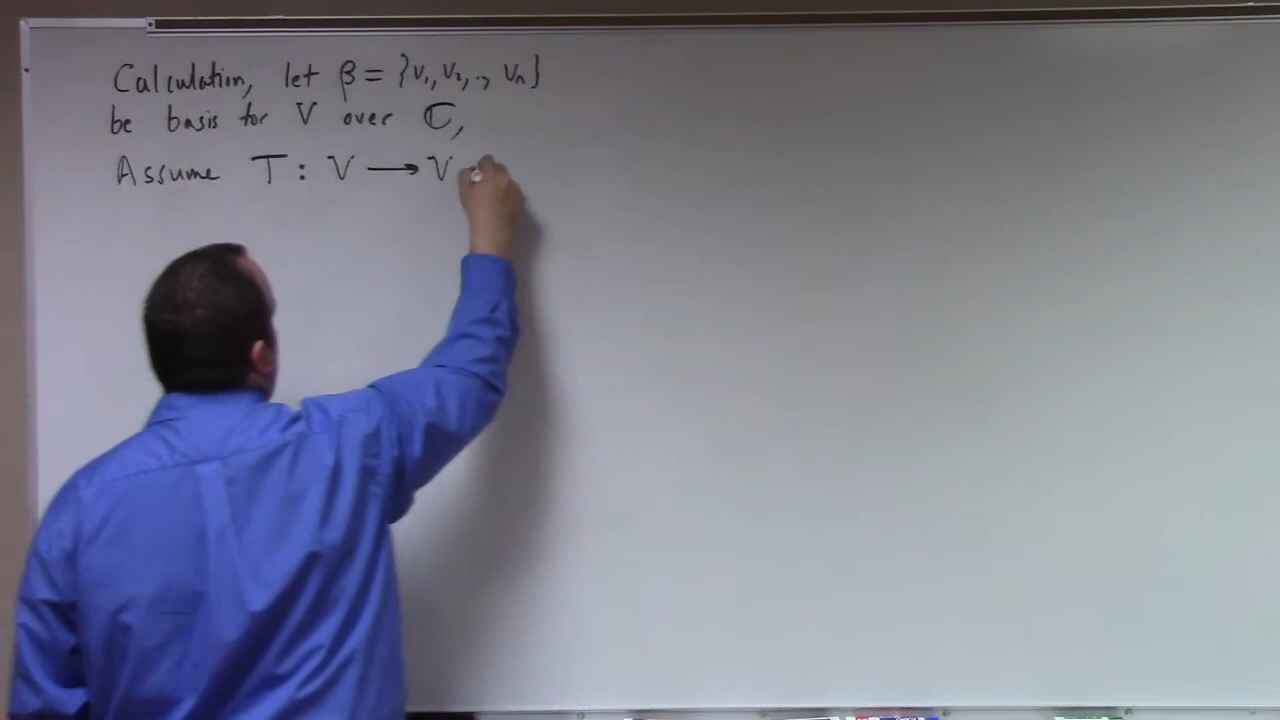 Calculation, let β = {v₁, v₂, .., vₙ}
be basis for V over ℂ,
Assume T : V ⟶ V